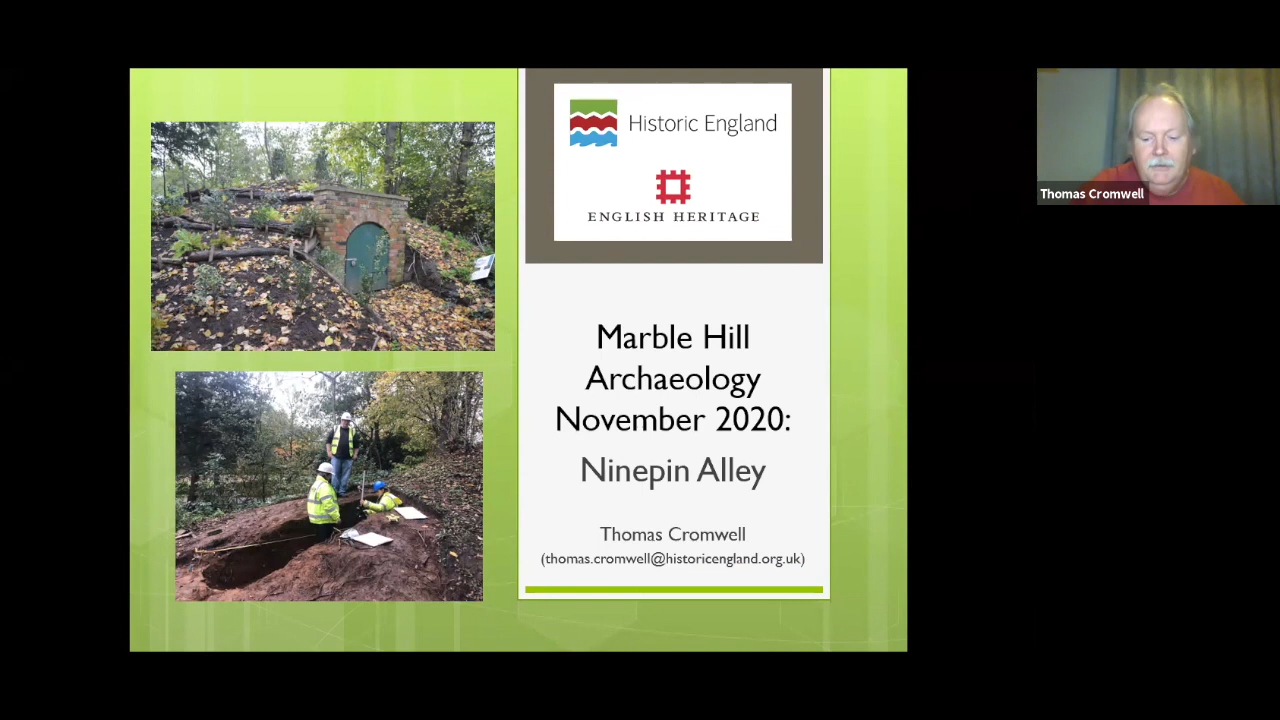 Historic England
ENGLISH HERITAGE
Marble Hill
Archaeology
November 2020:
Ninepin Alley
Thomas Cromwell
(thomas.cromwell@historicengland.org.uk)
Thomas Cromwell